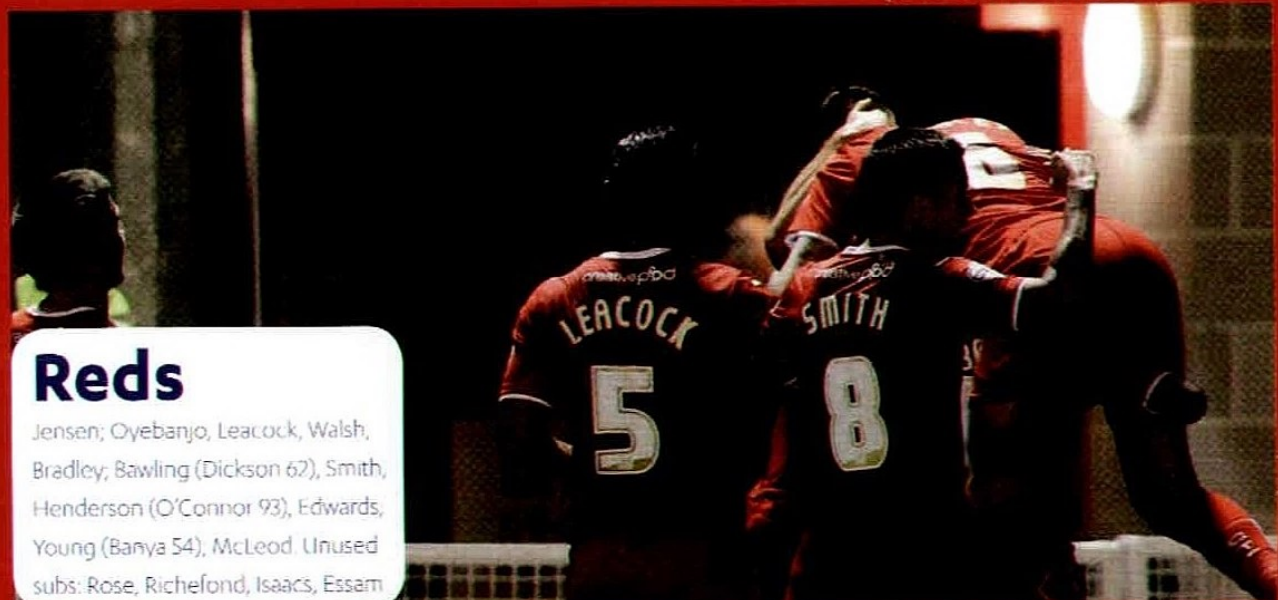 LEACOCK
SMITH
5
8
Reds
Jensen; Oyebanjo, Leacock, Walsh,
Bradley; Bawling (Dickson 62), Smith,
Henderson (O'Connor 93), Edwards,
Young (Banya 54), McLeod. Unused
subs: Rose, Richefond, Isaacs, Essam